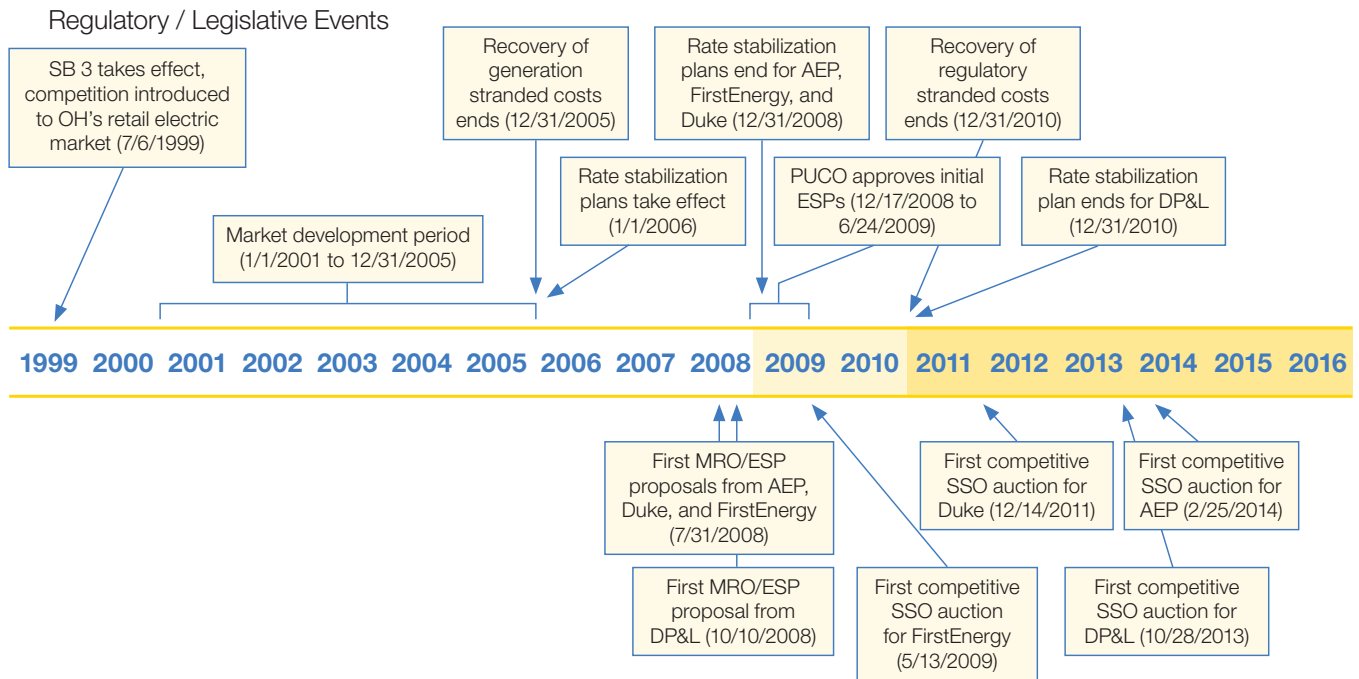 Regulatory / Legislative Events
SB 3 takes effect,
competition introduced
to OH's retail electric
market (7/6/1999)
Recovery of
generation
stranded costs
ends (12/31/2005)
Rate stabilization
plans end for AEP,
FirstEnergy, and
Duke (12/31/2008)
Recovery of
regulatory
stranded costs
ends (12/31/2010)
Market development period
(1/1/2001 to 12/31/2005)
Rate stabilization
plans take effect
(1/1/2006)
PUCO approves initial
ESPs (12/17/2008 to
6/24/2009)
Rate stabilization
plan ends for DP&L
(12/31/2010)
1999 2000 2001 2002 2003 2004 2005 2006 2007 2008 2009 2010 2011 2012 2013 2014 2015 2016
First MRO/ESP
proposals from AEP,
Duke, and FirstEnergy
(7/31/2008)
First competitive
SSO auction for
Duke (12/14/2011)
First competitive
SSO auction for
AEP (2/25/2014)
First MRO/ESP
proposal from
DP&L (10/10/2008)
First competitive
SSO auction
for FirstEnergy
(5/13/2009)
First competitive
SSO auction for
DP&L (10/28/2013)